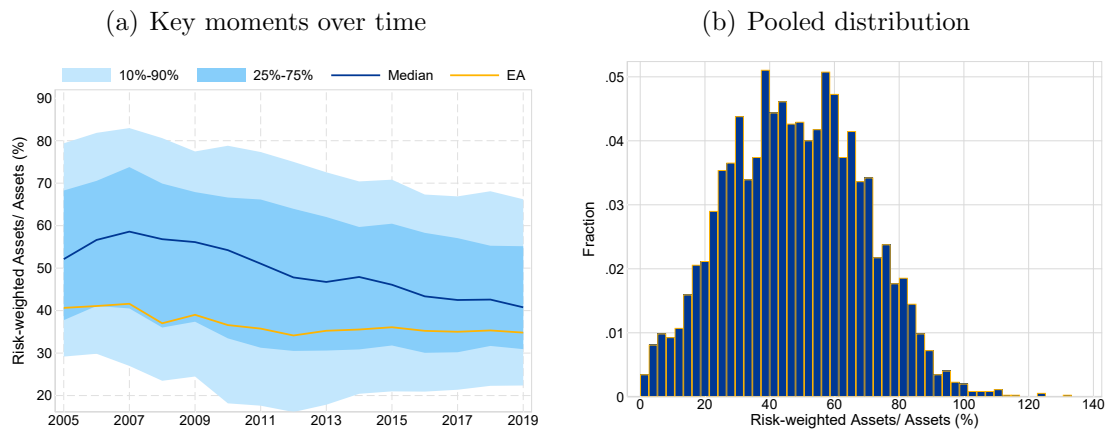 (a) Key moments over time
10%-90% 25%-75% Median EA
Risk-weighted Assets/ Assets (%)
90
80
70
60
50
40
30
20
2005 2007 2009 2011 2013 2015 2017 2019
(b) Pooled distribution
Fraction
.05
.04
.03
.02
.01
0
0 20 40 60 80 100 120 140
Risk-weighted Assets/ Assets (%)